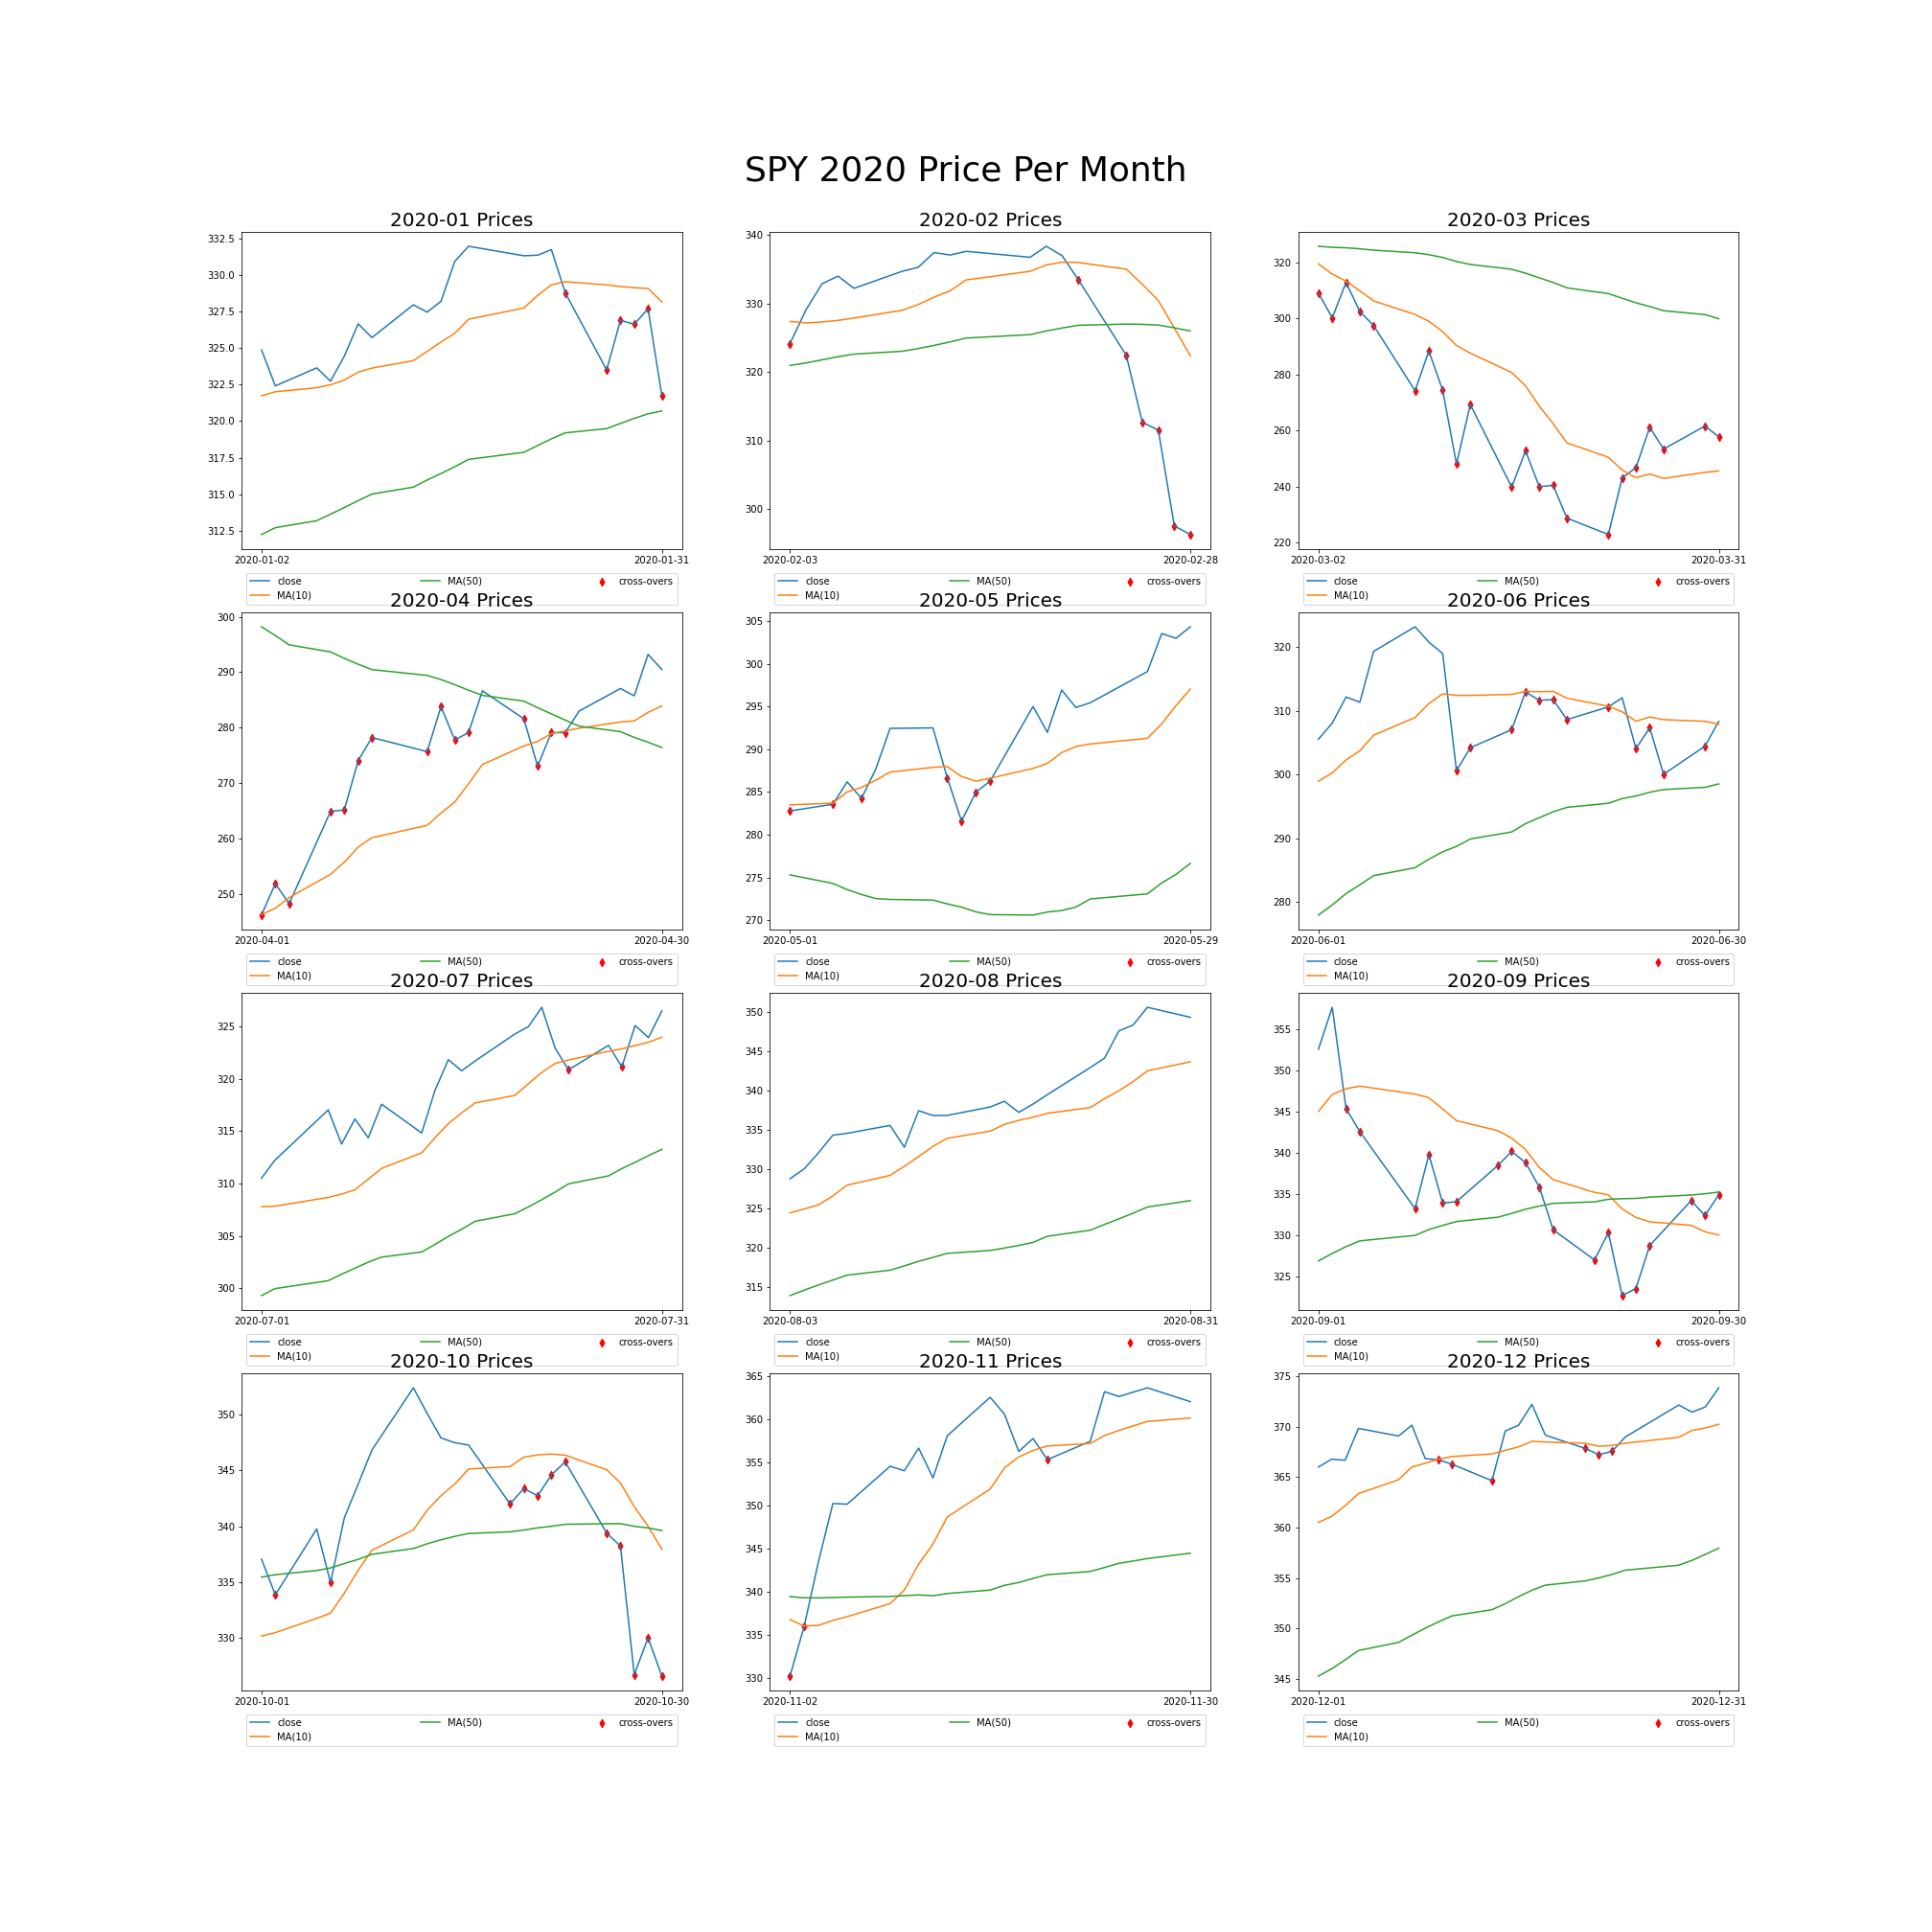 SPY 2020 Price Per Month
2020-01 Prices
332.5
330.0
327.5
325.0
322.5
320.0
317.5
315.0
312.5
2020-01-02 2020-01-31
close MA(50) cross-overs
MA(10)
2020-02 Prices
340
330
320
310
300
2020-02-03 2020-02-28
close MA(50) cross-overs
MA(10)
2020-03 Prices
320
300
280
260
240
220
2020-03-02 2020-03-31
close MA(50) cross-overs
MA(10)
2020-04 Prices
300
290
280
270
260
250
2020-04-01 2020-04-30
close MA(50) cross-overs
MA(10)
2020-05 Prices
305
300
295
290
285
280
275
270
2020-05-01 2020-05-29
close MA(50) cross-overs
MA(10)
2020-06 Prices
320
310
300
290
280
2020-06-01 2020-06-30
close MA(50) cross-overs
MA(10)
2020-07 Prices
325
320
315
310
305
300
2020-07-01 2020-07-31
close MA(50) cross-overs
MA(10)
2020-08 Prices
350
345
340
335
330
325
320
315
2020-08-03 2020-08-31
close MA(50) cross-overs
MA(10)
2020-09 Prices
355
350
345
340
335
330
325
2020-09-01 2020-09-30
close MA(50) cross-overs
MA(10)
2020-10 Prices
350
345
340
335
330
2020-10-01 2020-10-30
close MA(50) cross-overs
MA(10)
2020-11 Prices
365
360
355
350
345
340
335
330
2020-11-02 2020-11-30
close MA(50) cross-overs
MA(10)
2020-12 Prices
375
370
365
360
355
350
345
2020-12-01 2020-12-31
close MA(50) cross-overs
MA(10)